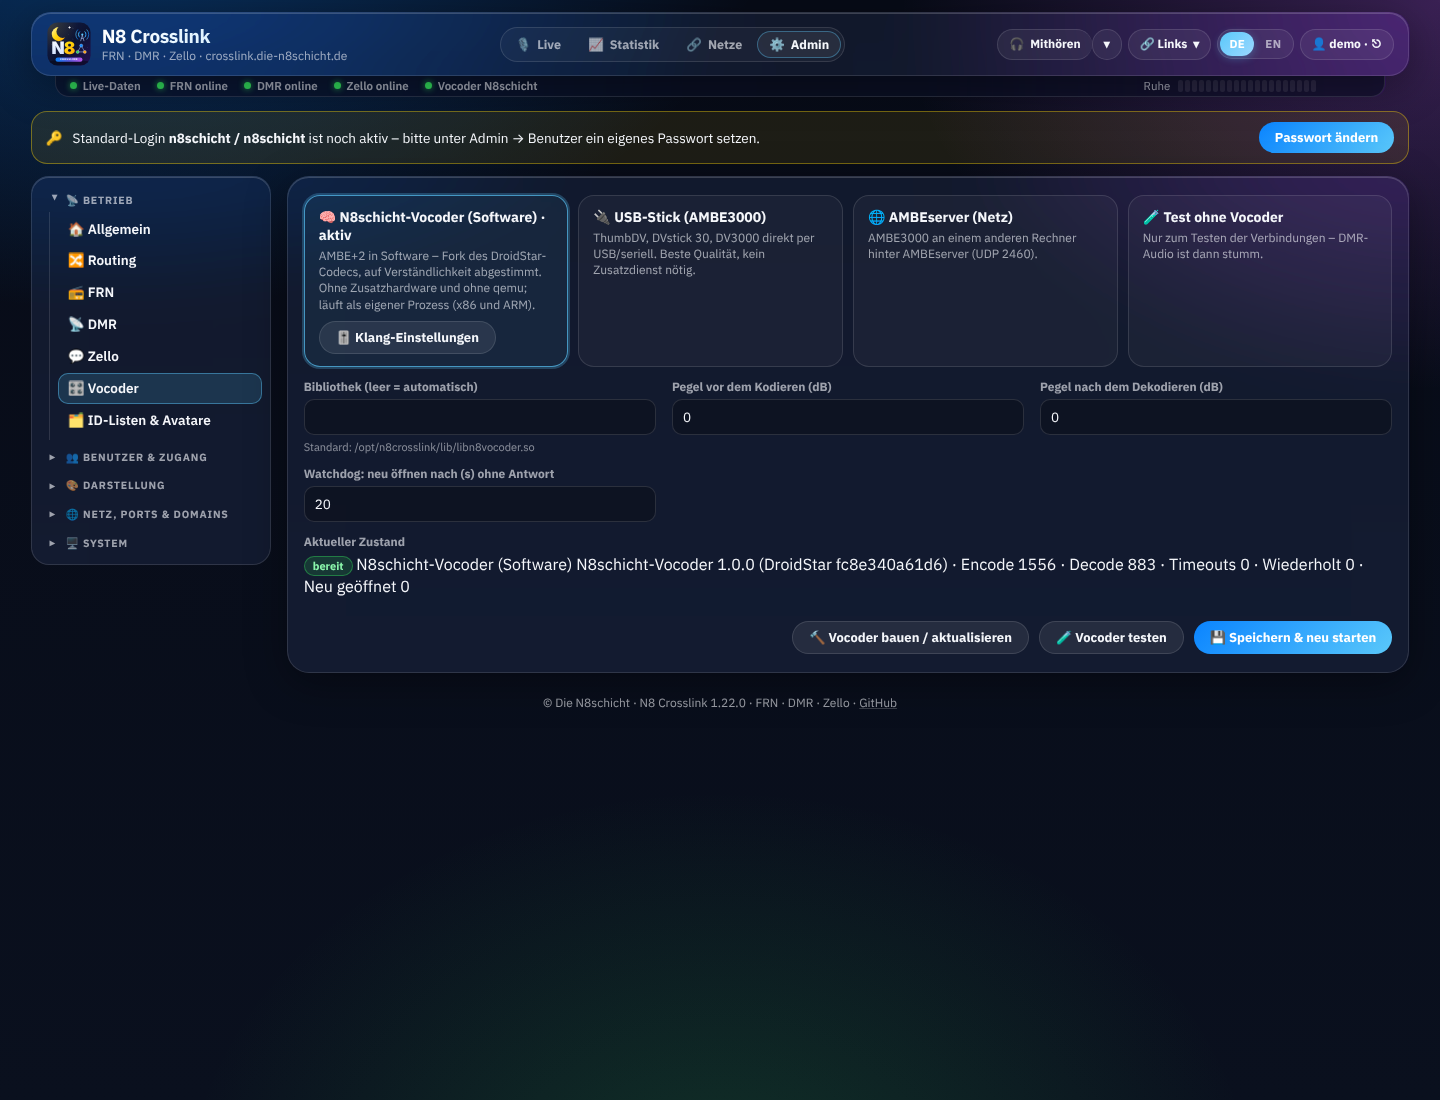 N8 Crosslink
FRN · DMR · Zello · crosslink.die-n8schicht.de
Live
Statistik
Netze
Admin
Mithören
Links
DE
EN
demo ·
Live-Daten
FRN online
DMR online
Zello online
Vocoder N8schicht
Ruhe
Standard-Login n8schicht / n8schicht ist noch aktiv – bitte unter Admin → Benutzer ein eigenes Passwort setzen.
Passwort ändern
BETRIEB
Allgemein
Routing
FRN
DMR
Zello
Vocoder
ID-Listen & Avatare
BENUTZER & ZUGANG
DARSTELLUNG
NETZ, PORTS & DOMAINS
SYSTEM
N8schicht-Vocoder (Software) ·
aktiv
AMBE+2 in Software – Fork des DroidStar-
Codecs, auf Verständlichkeit abgestimmt.
Ohne Zusatzhardware und ohne qemu;
läuft als eigener Prozess (x86 und ARM).
Klang-Einstellungen
USB-Stick (AMBE3000)
ThumbDV, DVstick 30, DV3000 direkt per
USB/seriell. Beste Qualität, kein
Zusatzdienst nötig.
AMBEserver (Netz)
AMBE3000 an einem anderen Rechner
hinter AMBEserver (UDP 2460).
Test ohne Vocoder
Nur zum Testen der Verbindungen – DMR-
Audio ist dann stumm.
Bibliothek (leer = automatisch)
Standard: /opt/n8crosslink/lib/libn8vocoder.so
Pegel vor dem Kodieren (dB)
0
Pegel nach dem Dekodieren (dB)
0
Watchdog: neu öffnen nach (s) ohne Antwort
20
Aktueller Zustand
bereit N8schicht-Vocoder (Software) N8schicht-Vocoder 1.0.0 (DroidStar fc8e340a61d6) · Encode 1556 · Decode 883 · Timeouts 0 · Wiederholt 0 ·
Neu geöffnet 0
Vocoder bauen / aktualisieren
Vocoder testen
Speichern & neu starten
© Die N8schicht · N8 Crosslink 1.22.0 · FRN · DMR · Zello · GitHub